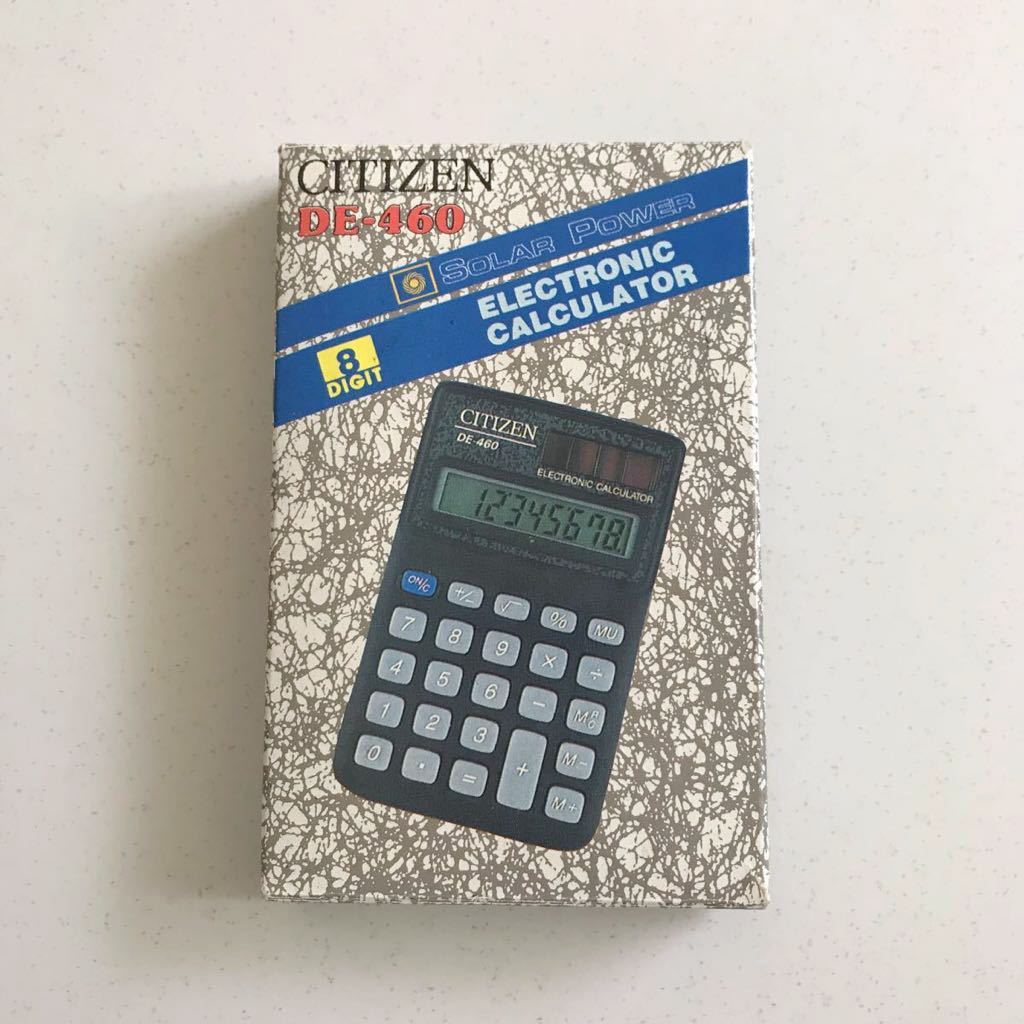 CITIZEN
DE-460
SOLAR POWER
ELECTRONIC
CALCULATOR
8
DIGIT
CITIZEN
DE-460
ELECTRONIC CALCULATOR
12345678
ON/C +/− √ % MU
7 8 9 × ÷
4 5 6 − MRC
1 2 3 + M−
0 · = M+